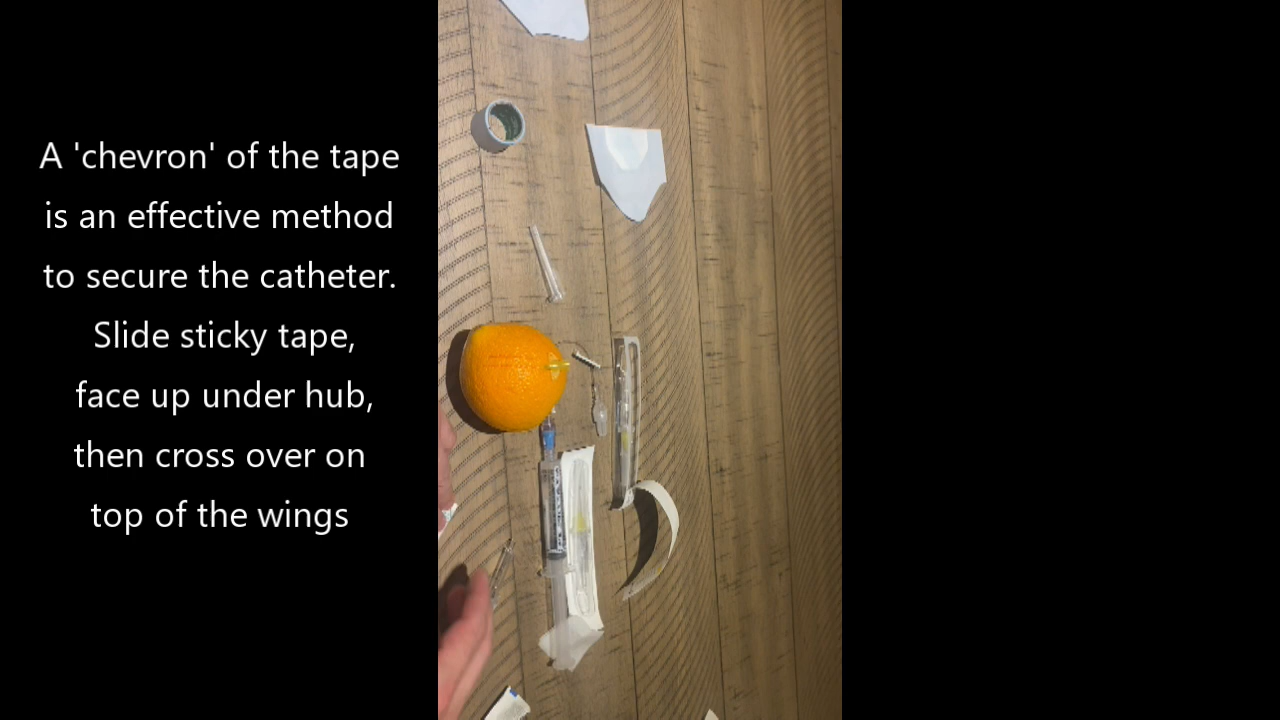 A 'chevron' of the tape
is an effective method
to secure the catheter.
Slide sticky tape,
face up under hub,
then cross over on
top of the wings